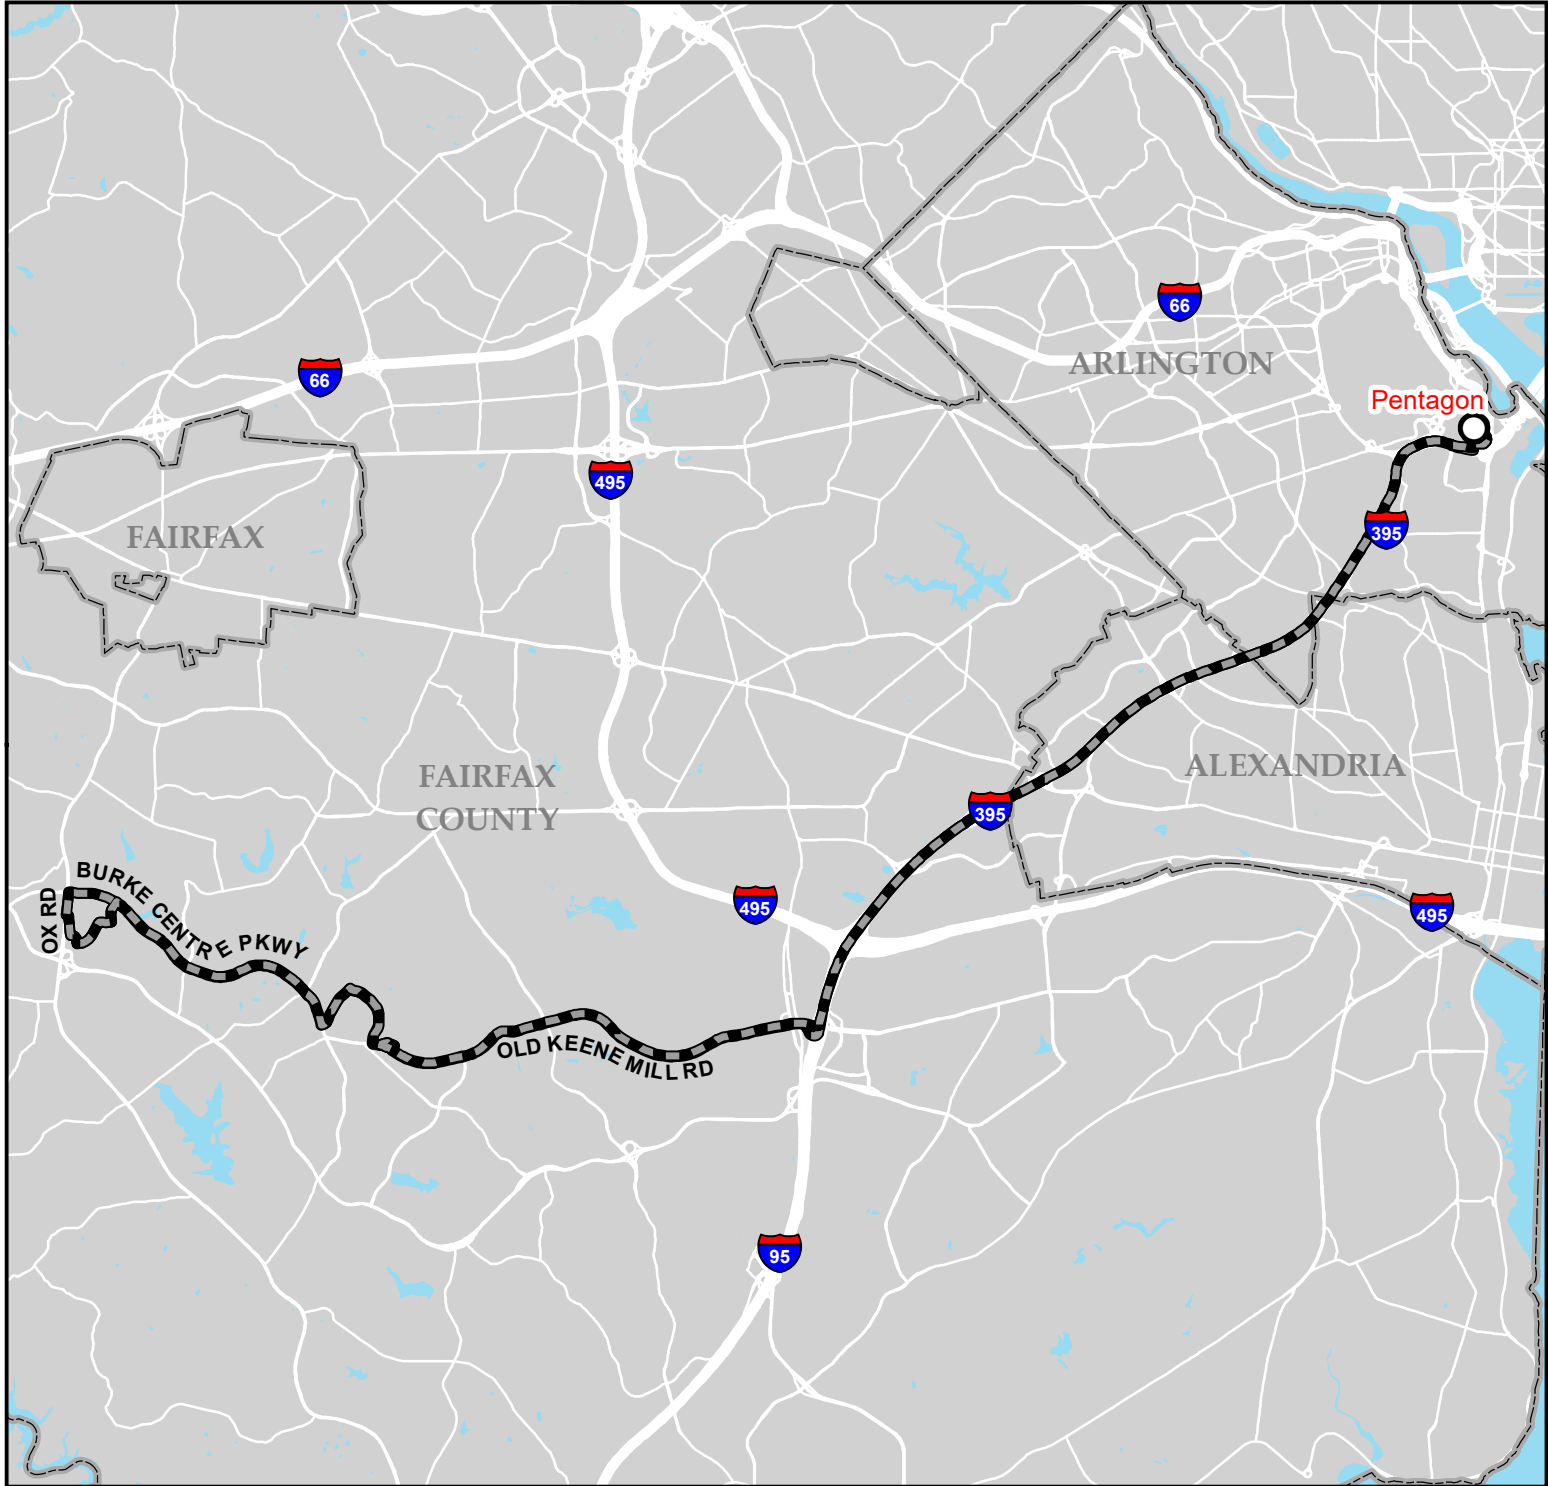 66
ARLINGTON
66
Pentagon
495
395
FAIRFAX
FAIRFAX
COUNTY
ALEXANDRIA
395
BURKE CENTRE PKWY
OX RD
495
495
OLD KEENE MILL RD
95